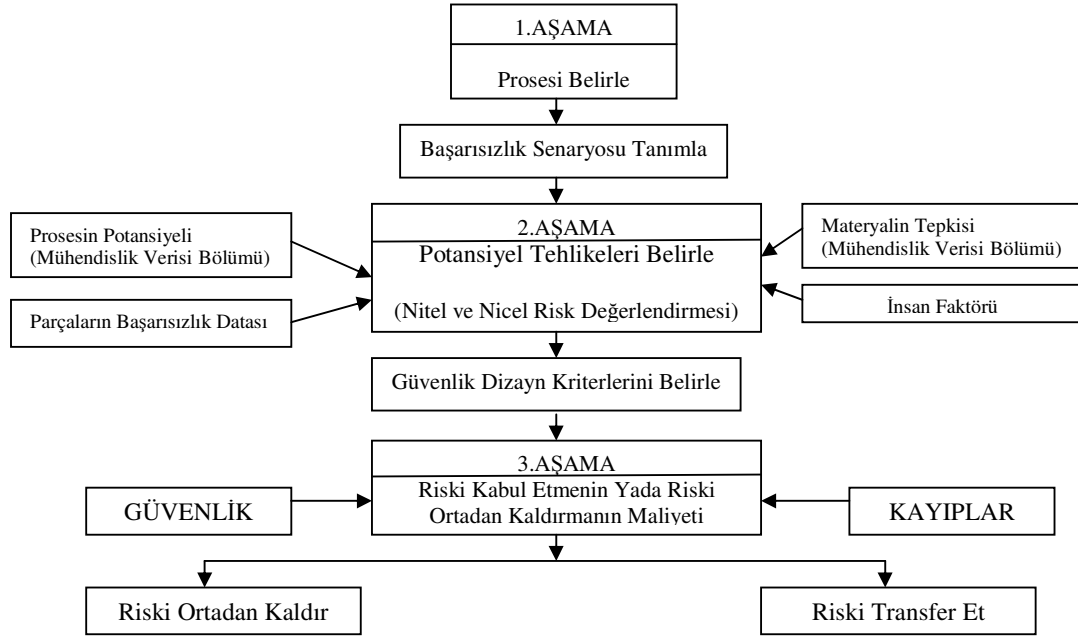 1.AŞAMA
Prosesi Belirle
Başarısızlık Senaryosu Tanımla
2.AŞAMA
Potansiyel Tehlikeleri Belirle
(Nitel ve Nicel Risk Değerlendirmesi)
Prosesin Potansiyeli
(Mühendislik Verisi Bölümü)
Parçaların Başarısızlık Datası
Materyalin Tepkisi
(Mühendislik Verisi Bölümü)
İnsan Faktörü
Güvenlik Dizayn Kriterlerini Belirle
3.AŞAMA
Riski Kabul Etmenin Yada Riski
Ortadan Kaldırmanın Maliyeti
GÜVENLİK
KAYIPLAR
Riski Ortadan Kaldır
Riski Transfer Et